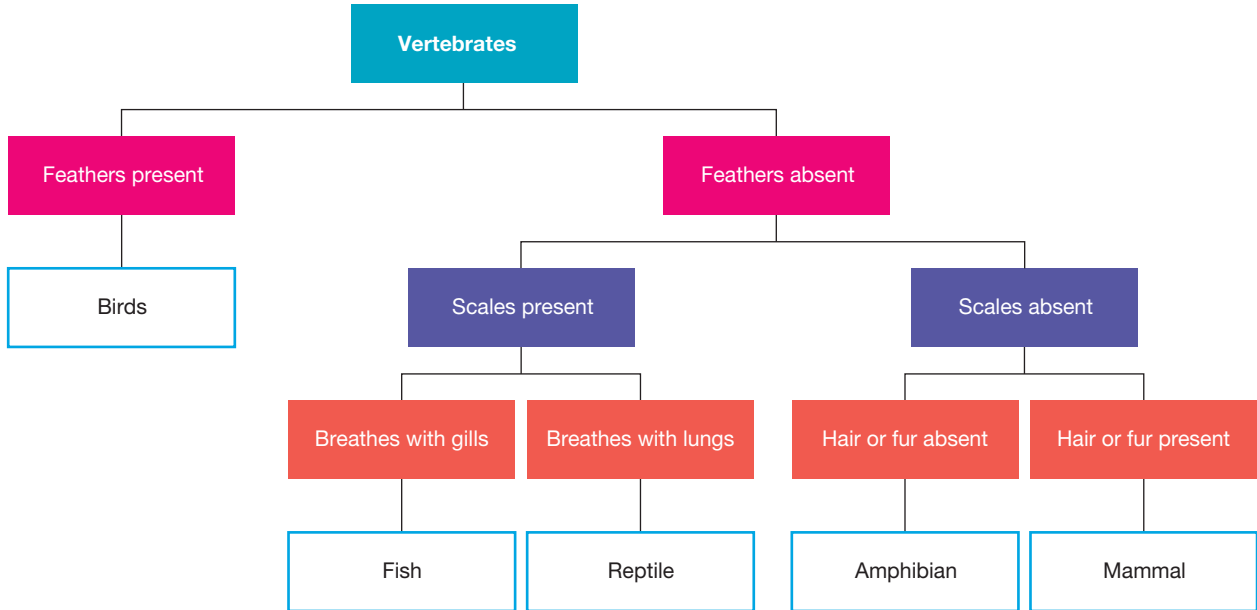 Vertebrates
Feathers present
Feathers absent
Birds
Scales present
Scales absent
Breathes with gills
Breathes with lungs
Hair or fur absent
Hair or fur present
Fish
Reptile
Amphibian
Mammal